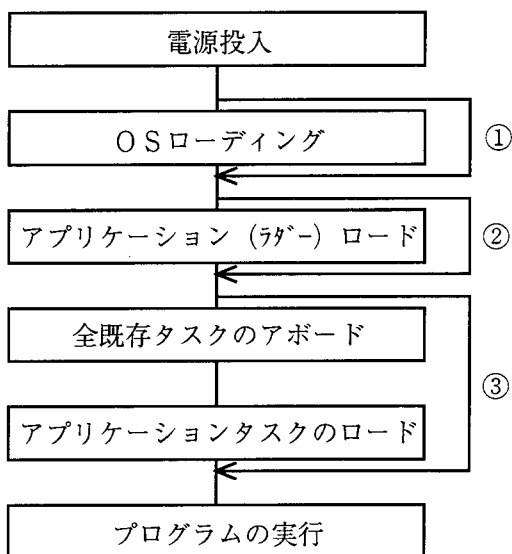 電源投入
ＯＳローディング
①
アプリケーション（ﾗﾀﾞｰ）ロード
②
全既存タスクのアボード
③
アプリケーションタスクのロード
プログラムの実行